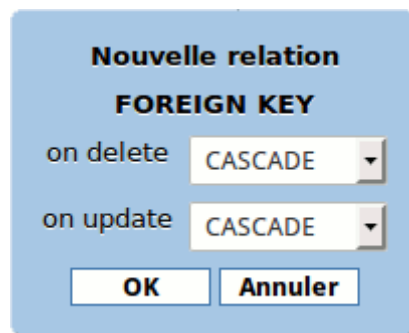 Nouvelle relation
FOREIGN KEY
on delete CASCADE
on update CASCADE
OK Annuler